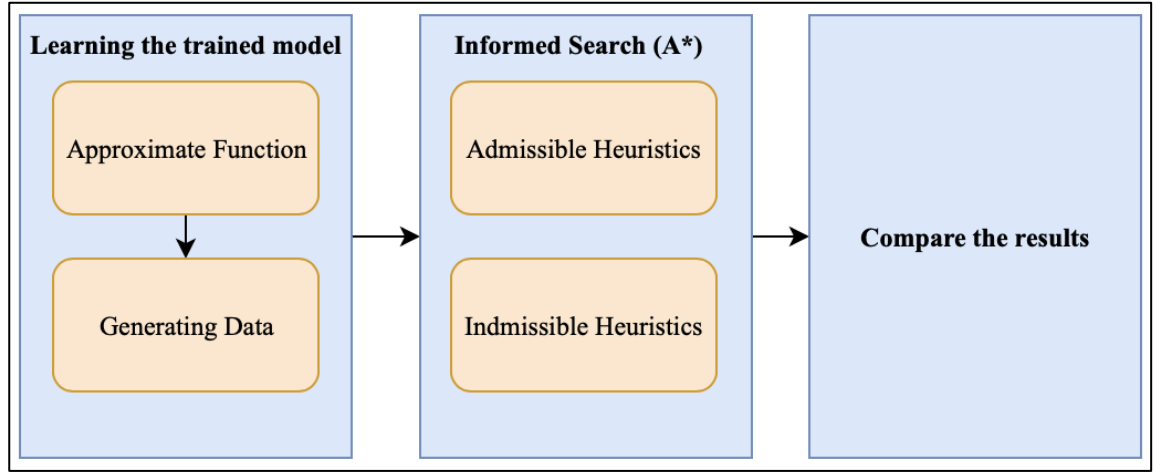 Learning the trained model
Approximate Function
Generating Data
Informed Search (A*)
Admissible Heuristics
Indmissible Heuristics
Compare the results